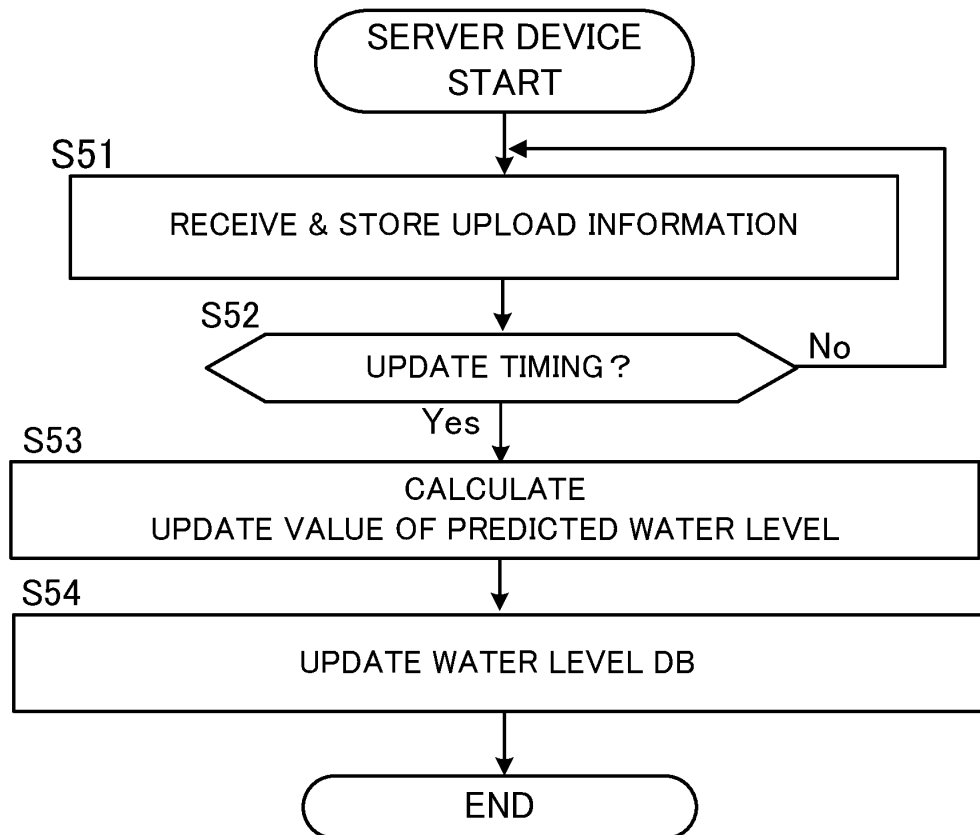 SERVER DEVICE
START
S51
RECEIVE & STORE UPLOAD INFORMATION
S52
UPDATE TIMING?
No
Yes
S53
CALCULATE
UPDATE VALUE OF PREDICTED WATER LEVEL
S54
UPDATE WATER LEVEL DB
END